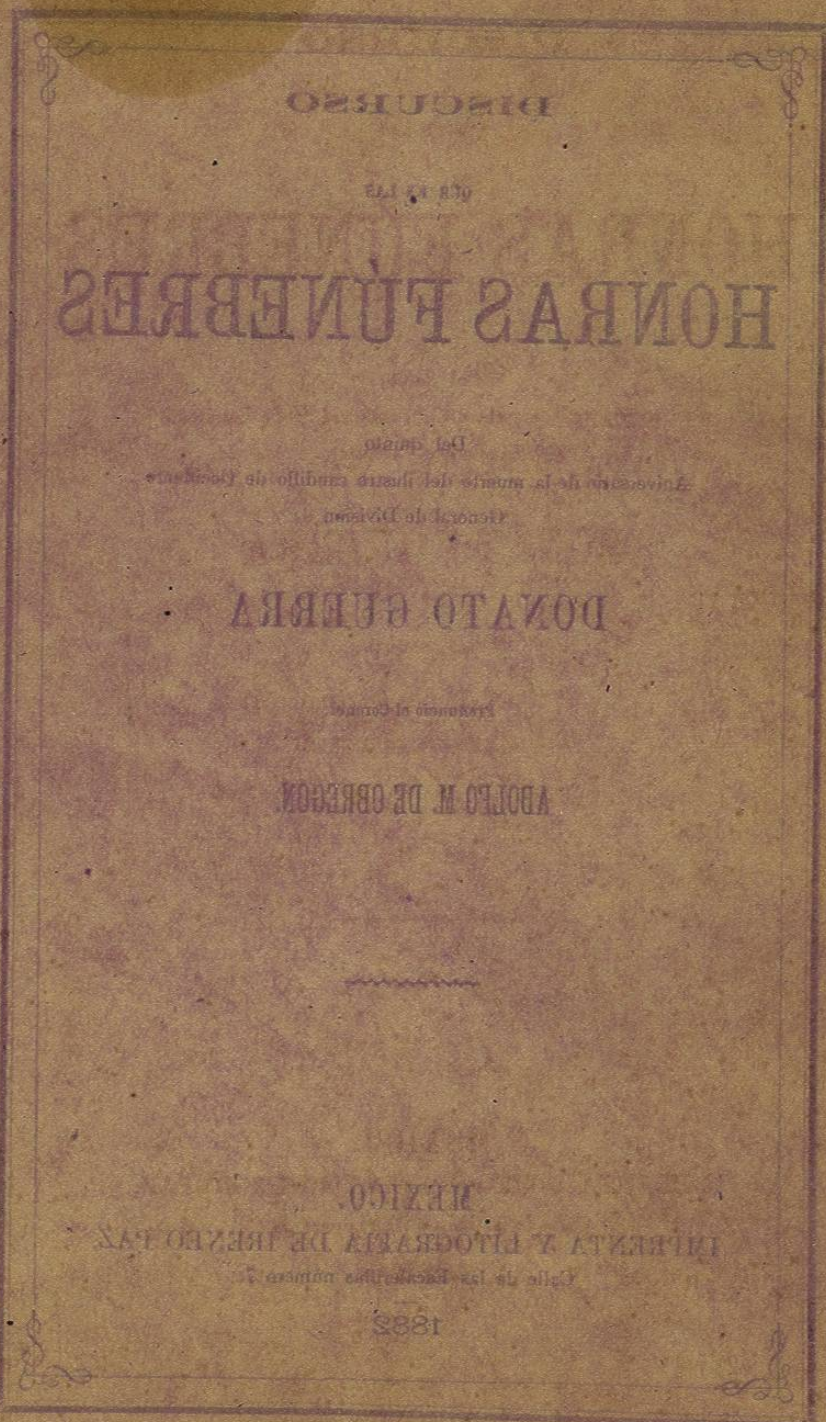 DISCURSO
QUE EN LAS
HONRAS FÚNEBRES
Del quinto
Aniversario de la muerte del ilustre caudillo de Occidente
General de Division
DONATO GUERRA
Pronunció el Coronel
ADOLFO M. DE OBREGON.
MEXICO.
IMPRENTA Y LITOGRAFIA DE IRENEO PAZ
Calle de las Escalerillas número 7.
1882